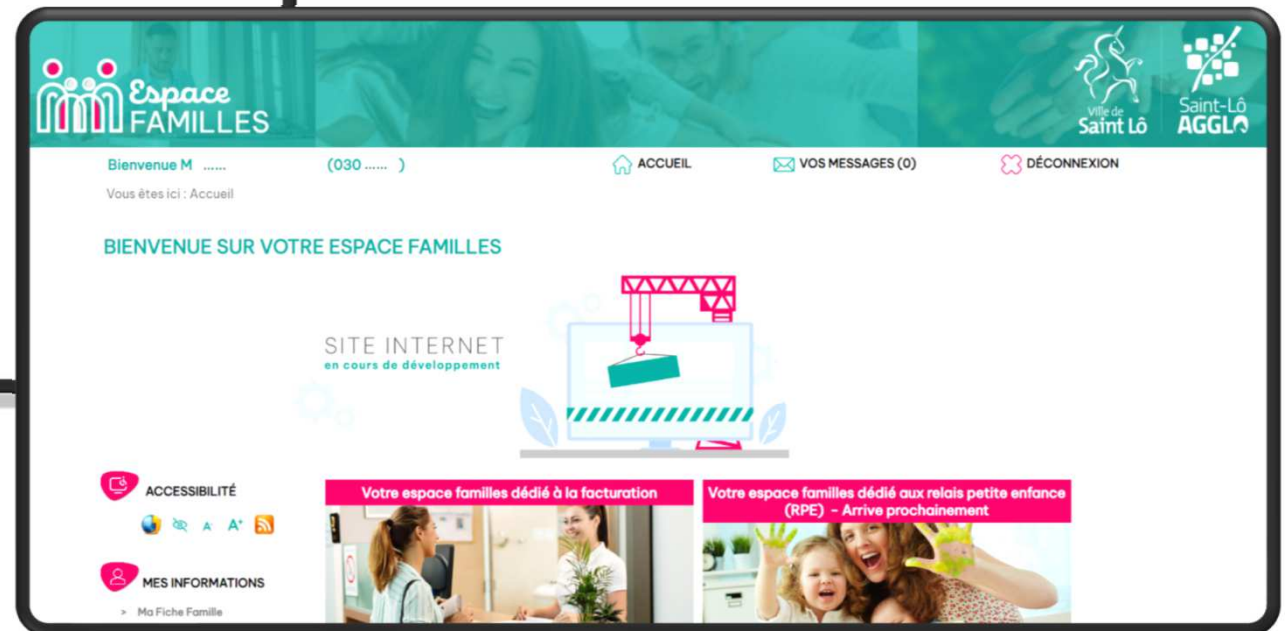 Espace
FAMILLES
Ville de
Saint Lô
Saint-Lô
AGGLO
Bienvenue M ...... (030 ...... )
ACCUEIL
VOS MESSAGES (0)
DÉCONNEXION
Vous êtes ici : Accueil
BIENVENUE SUR VOTRE ESPACE FAMILLES
SITE INTERNET
en cours de développement
ACCESSIBILITÉ
A- A+
Votre espace familles dédié à la facturation
Votre espace familles dédié aux relais petite enfance
(RPE) - Arrive prochainement
MES INFORMATIONS
> Ma Fiche Famille